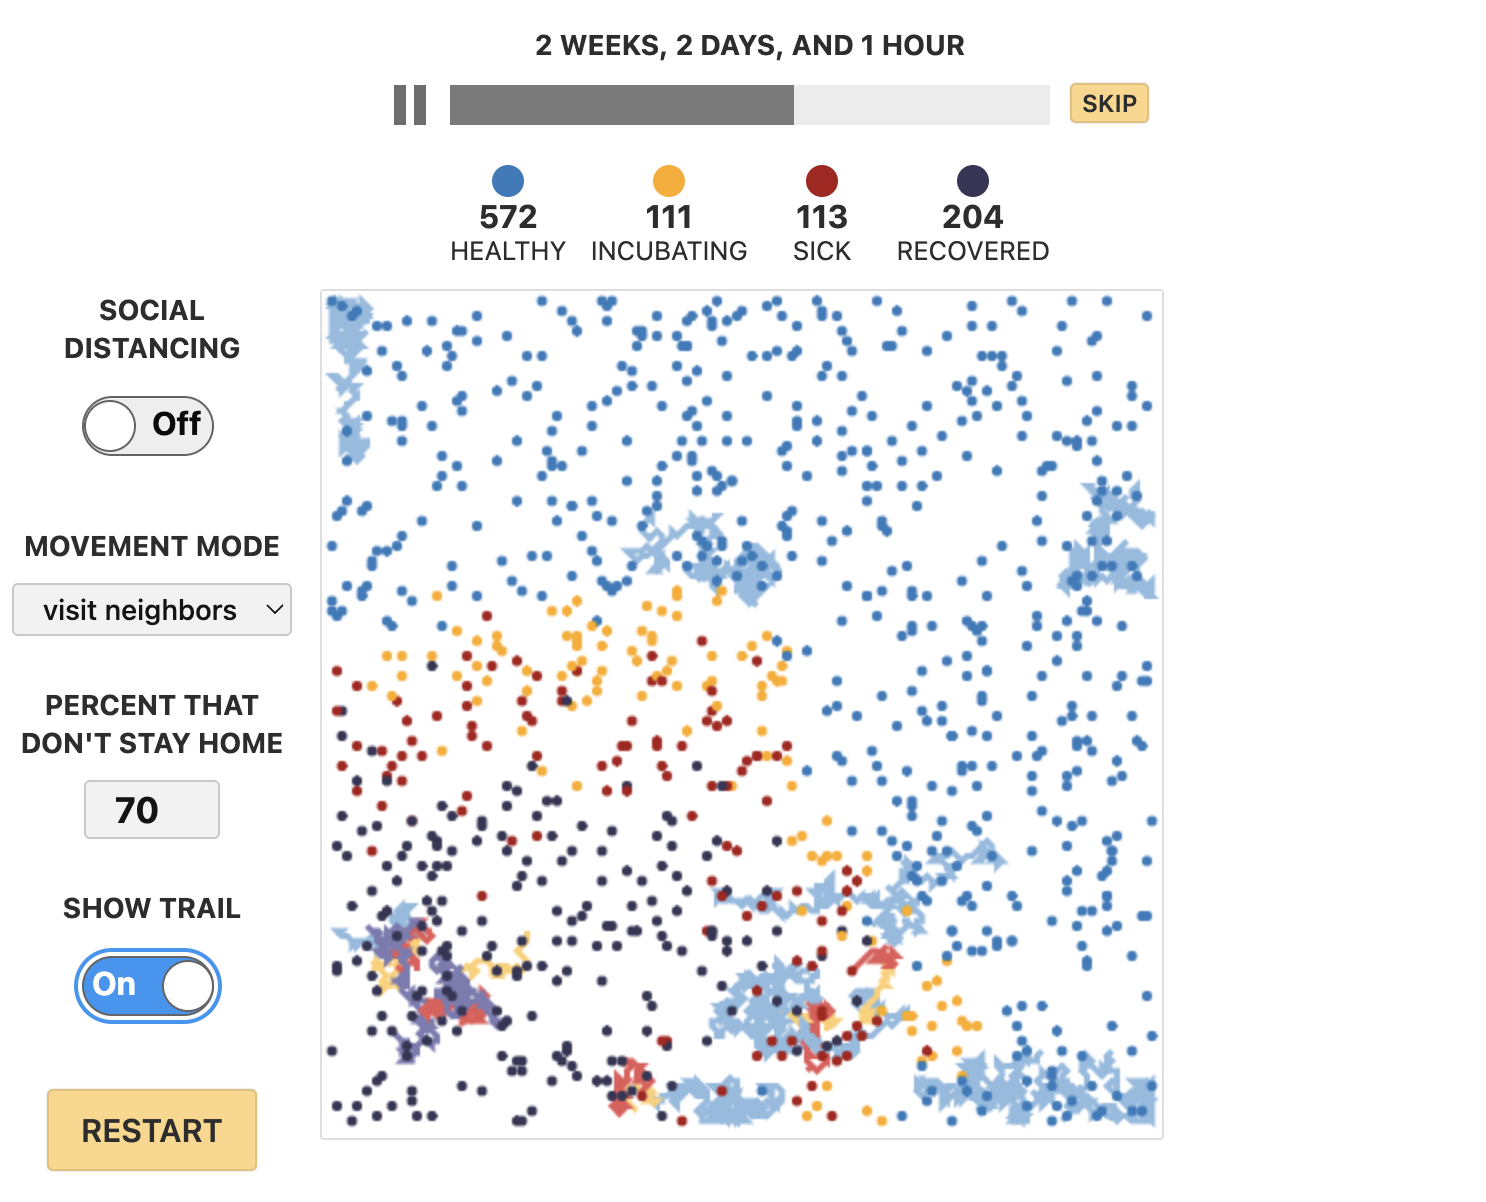 2 WEEKS, 2 DAYS, AND 1 HOUR
SKIP
572 111 113 204
HEALTHY INCUBATING SICK RECOVERED
SOCIAL
DISTANCING
Off
MOVEMENT MODE
visit neighbors
PERCENT THAT
DON'T STAY HOME
70
SHOW TRAIL
On
RESTART